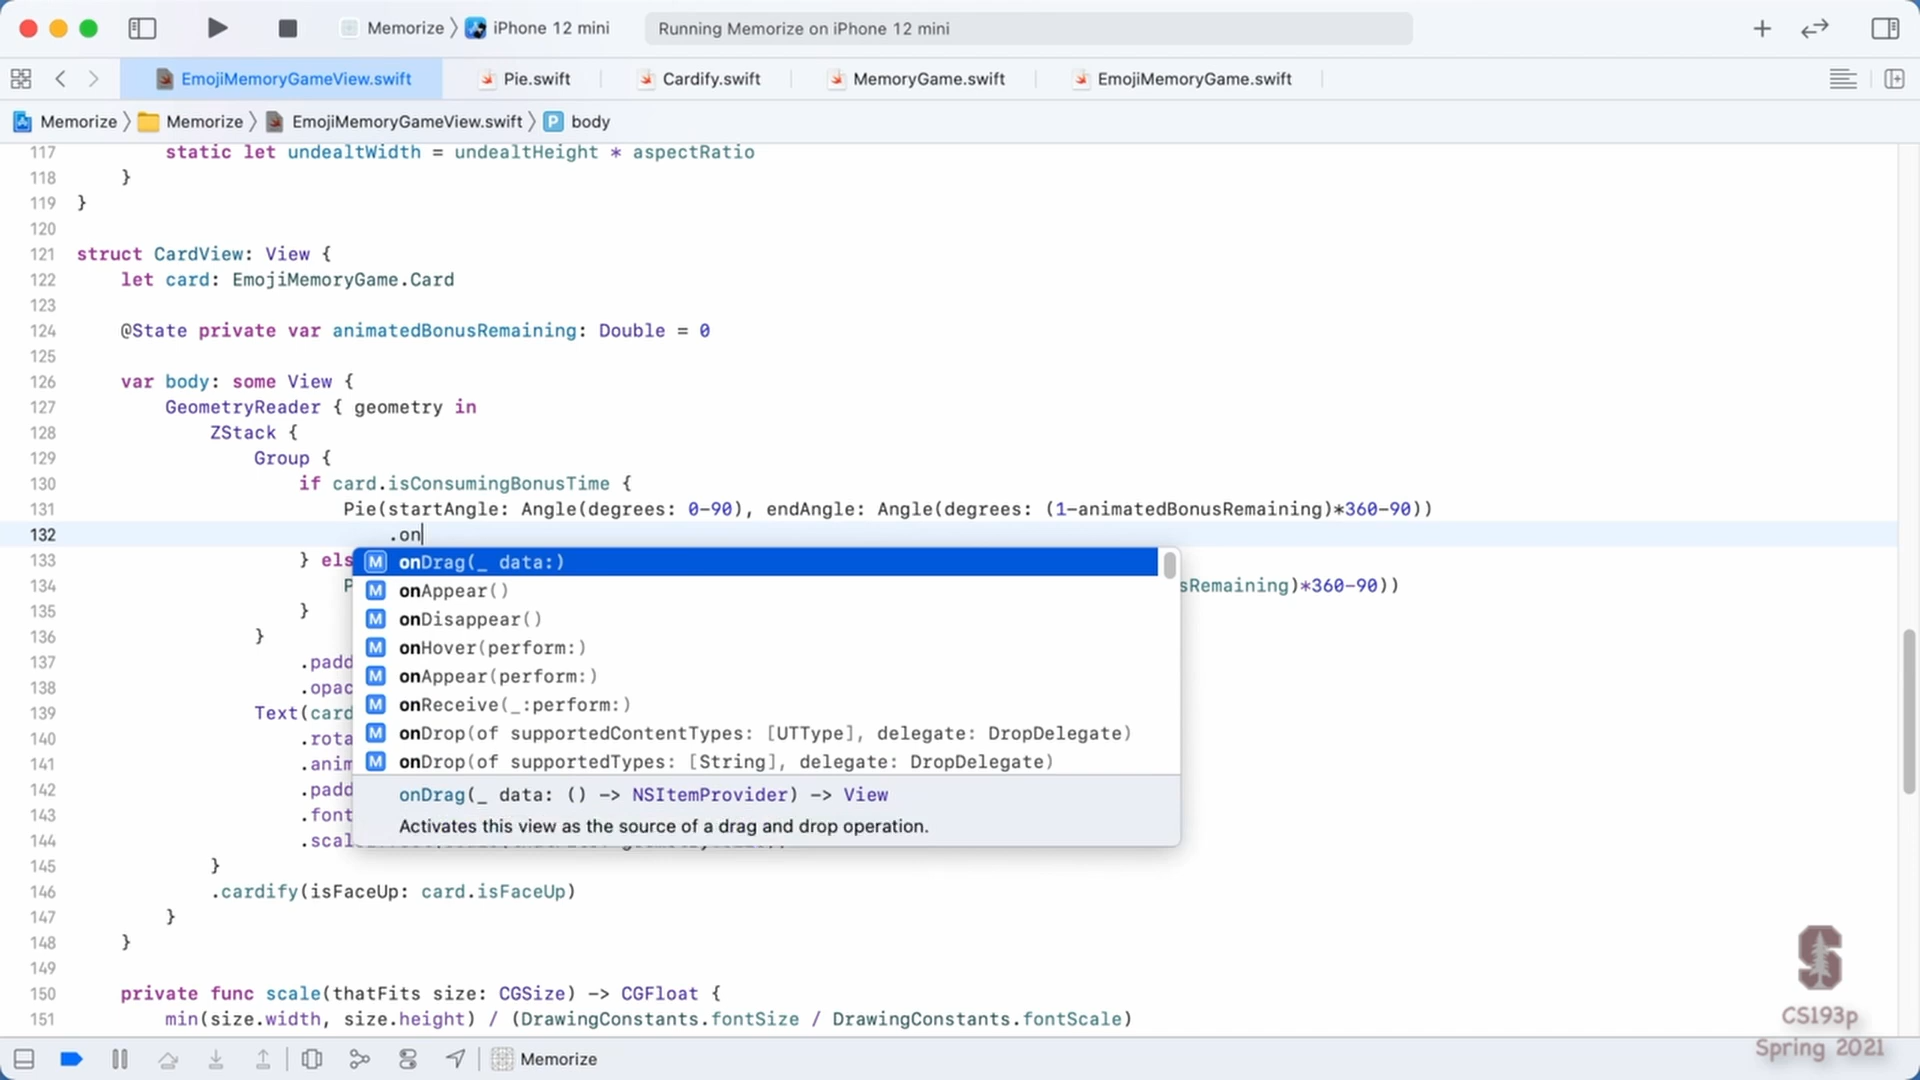 Memorize 〉 iPhone 12 mini
Running Memorize on iPhone 12 mini
EmojiMemoryGameView.swift
Pie.swift
Cardify.swift
MemoryGame.swift
EmojiMemoryGame.swift
Memorize 〉 Memorize 〉 EmojiMemoryGameView.swift 〉 P body
117 static let undealtWidth = undealtHeight * aspectRatio
118 }
119 }
120
121 struct CardView: View {
122 let card: EmojiMemoryGame.Card
123
124 @State private var animatedBonusRemaining: Double = 0
125
126 var body: some View {
127 GeometryReader { geometry in
128 ZStack {
129 Group {
130 if card.isConsumingBonusTime {
131 Pie(startAngle: Angle(degrees: 0-90), endAngle: Angle(degrees: (1-animatedBonusRemaining)*360-90))
132 .on
133 } els
134 P sRemaining)*360-90))
135 }
136 }
137 .padd
138 .opac
139 Text(card
140 .rota
141 .anim
142 .padd
143 .font
144 .scal
145 }
146 .cardify(isFaceUp: card.isFaceUp)
147 }
148 }
149
150 private func scale(thatFits size: CGSize) -> CGFloat {
151 min(size.width, size.height) / (DrawingConstants.fontSize / DrawingConstants.fontScale)
M onDrag(_ data:)
M onAppear()
M onDisappear()
M onHover(perform:)
M onAppear(perform:)
M onReceive(_:perform:)
M onDrop(of supportedContentTypes: [UTType], delegate: DropDelegate)
M onDrop(of supportedTypes: [String], delegate: DropDelegate)
onDrag(_ data: () -> NSItemProvider) -> View
Activates this view as the source of a drag and drop operation.
Memorize
S
CS193p
Spring 2021